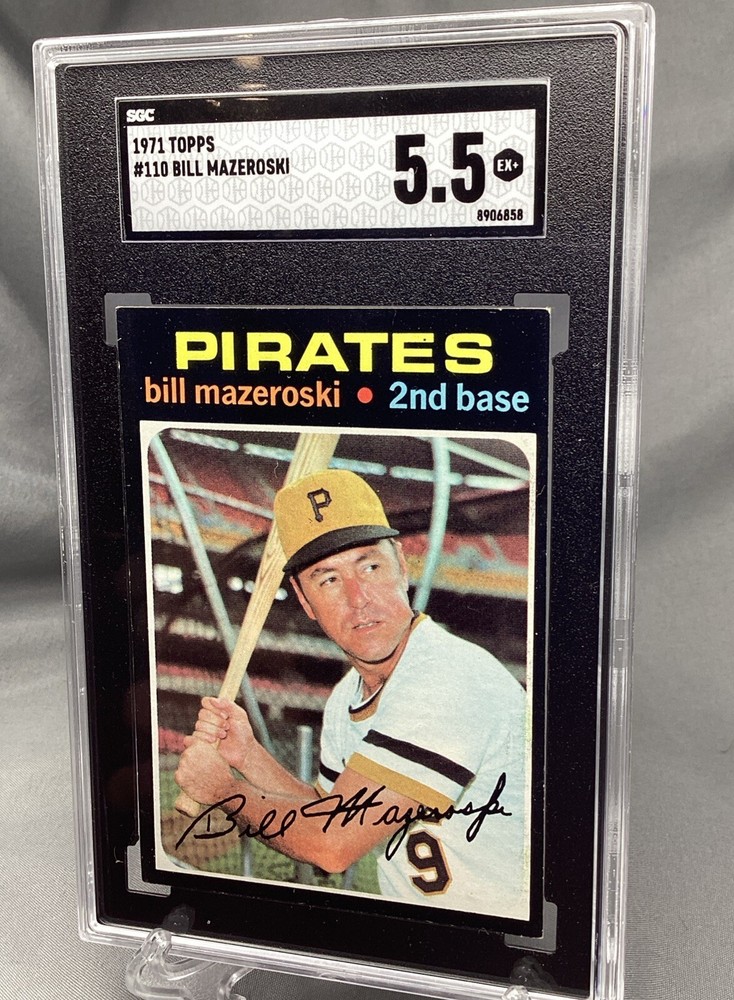 SGC
1971 TOPPS
#110 BILL MAZEROSKI
5.5 EX+
8906858
PIRATES
bill mazeroski • 2nd base
P
Bill Mazeroski
9